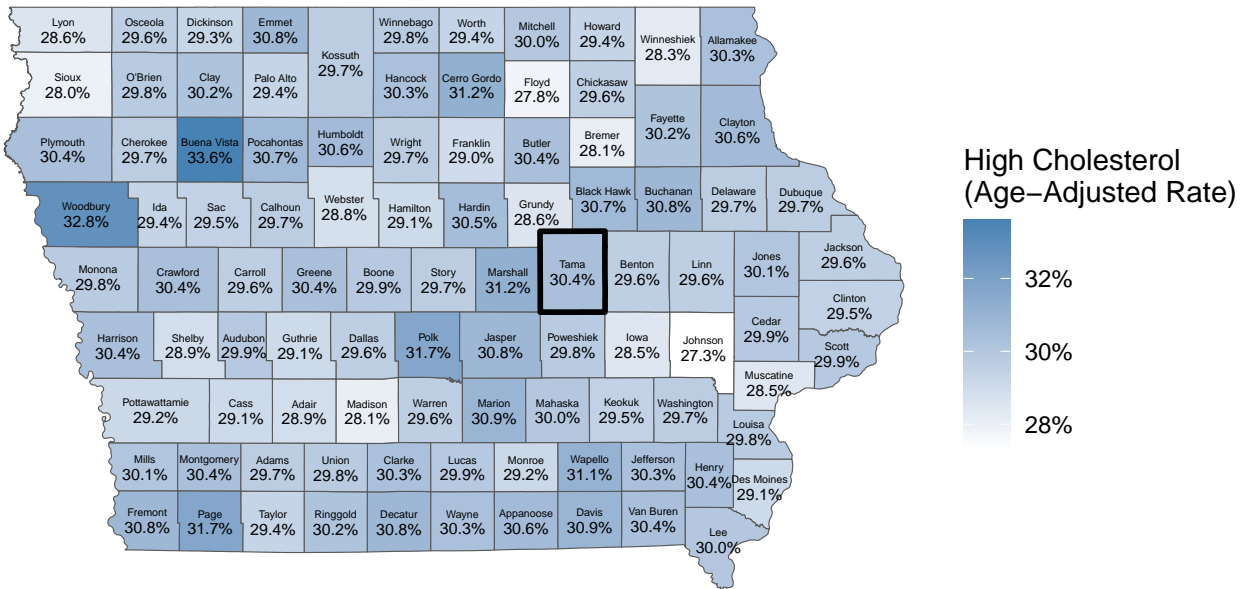 Lyon Osceola Dickinson Emmet Winnebago Worth Mitchell Howard
28.6% 29.6% 29.3% 30.8% 29.8% 29.4% 30.0% 29.4%
Kossuth Winneshiek Allamakee
29.7% 28.3% 30.3%
Sioux O'Brien Clay Palo Alto Hancock Cerro Gordo Floyd Chickasaw
28.0% 29.8% 30.2% 29.4% 30.3% 31.2% 27.8% 29.6%
Fayette Clayton
30.2% 30.6%
Plymouth Cherokee Buena Vista Pocahontas Humboldt Wright Franklin Butler Bremer
30.4% 29.7% 33.6% 30.7% 30.6% 29.7% 29.0% 30.4% 28.1%
Woodbury Ida Sac Calhoun Webster Hamilton Hardin Grundy Black Hawk Buchanan Delaware Dubuque
32.8% 29.4% 29.5% 29.7% 28.8% 29.1% 30.5% 28.6% 30.7% 30.8% 29.7% 29.7%
Monona Crawford Carroll Greene Boone Story Marshall Tama Benton Linn Jones Jackson
29.8% 30.4% 29.6% 30.4% 29.9% 29.7% 31.2% 30.4% 29.6% 29.6% 30.1% 29.6%
Clinton
29.5%
Harrison Shelby Audubon Guthrie Dallas Polk Jasper Poweshiek Iowa Johnson Cedar Scott
30.4% 28.9% 29.9% 29.1% 29.6% 31.7% 30.8% 29.8% 28.5% 27.3% 29.9% 29.9%
Muscatine
28.5%
Pottawattamie Cass Adair Madison Warren Marion Mahaska Keokuk Washington
29.2% 29.1% 28.9% 28.1% 29.6% 30.9% 30.0% 29.5% 29.7%
Louisa
29.8%
Mills Montgomery Adams Union Clarke Lucas Monroe Wapello Jefferson Henry Des Moines
30.1% 30.4% 29.7% 29.8% 30.3% 29.9% 29.2% 31.1% 30.3% 30.4% 29.1%
Fremont Page Taylor Ringgold Decatur Wayne Appanoose Davis Van Buren Lee
30.8% 31.7% 29.4% 30.2% 30.8% 30.3% 30.6% 30.9% 30.4% 30.0%
High Cholesterol
(Age−Adjusted Rate)
32%
30%
28%